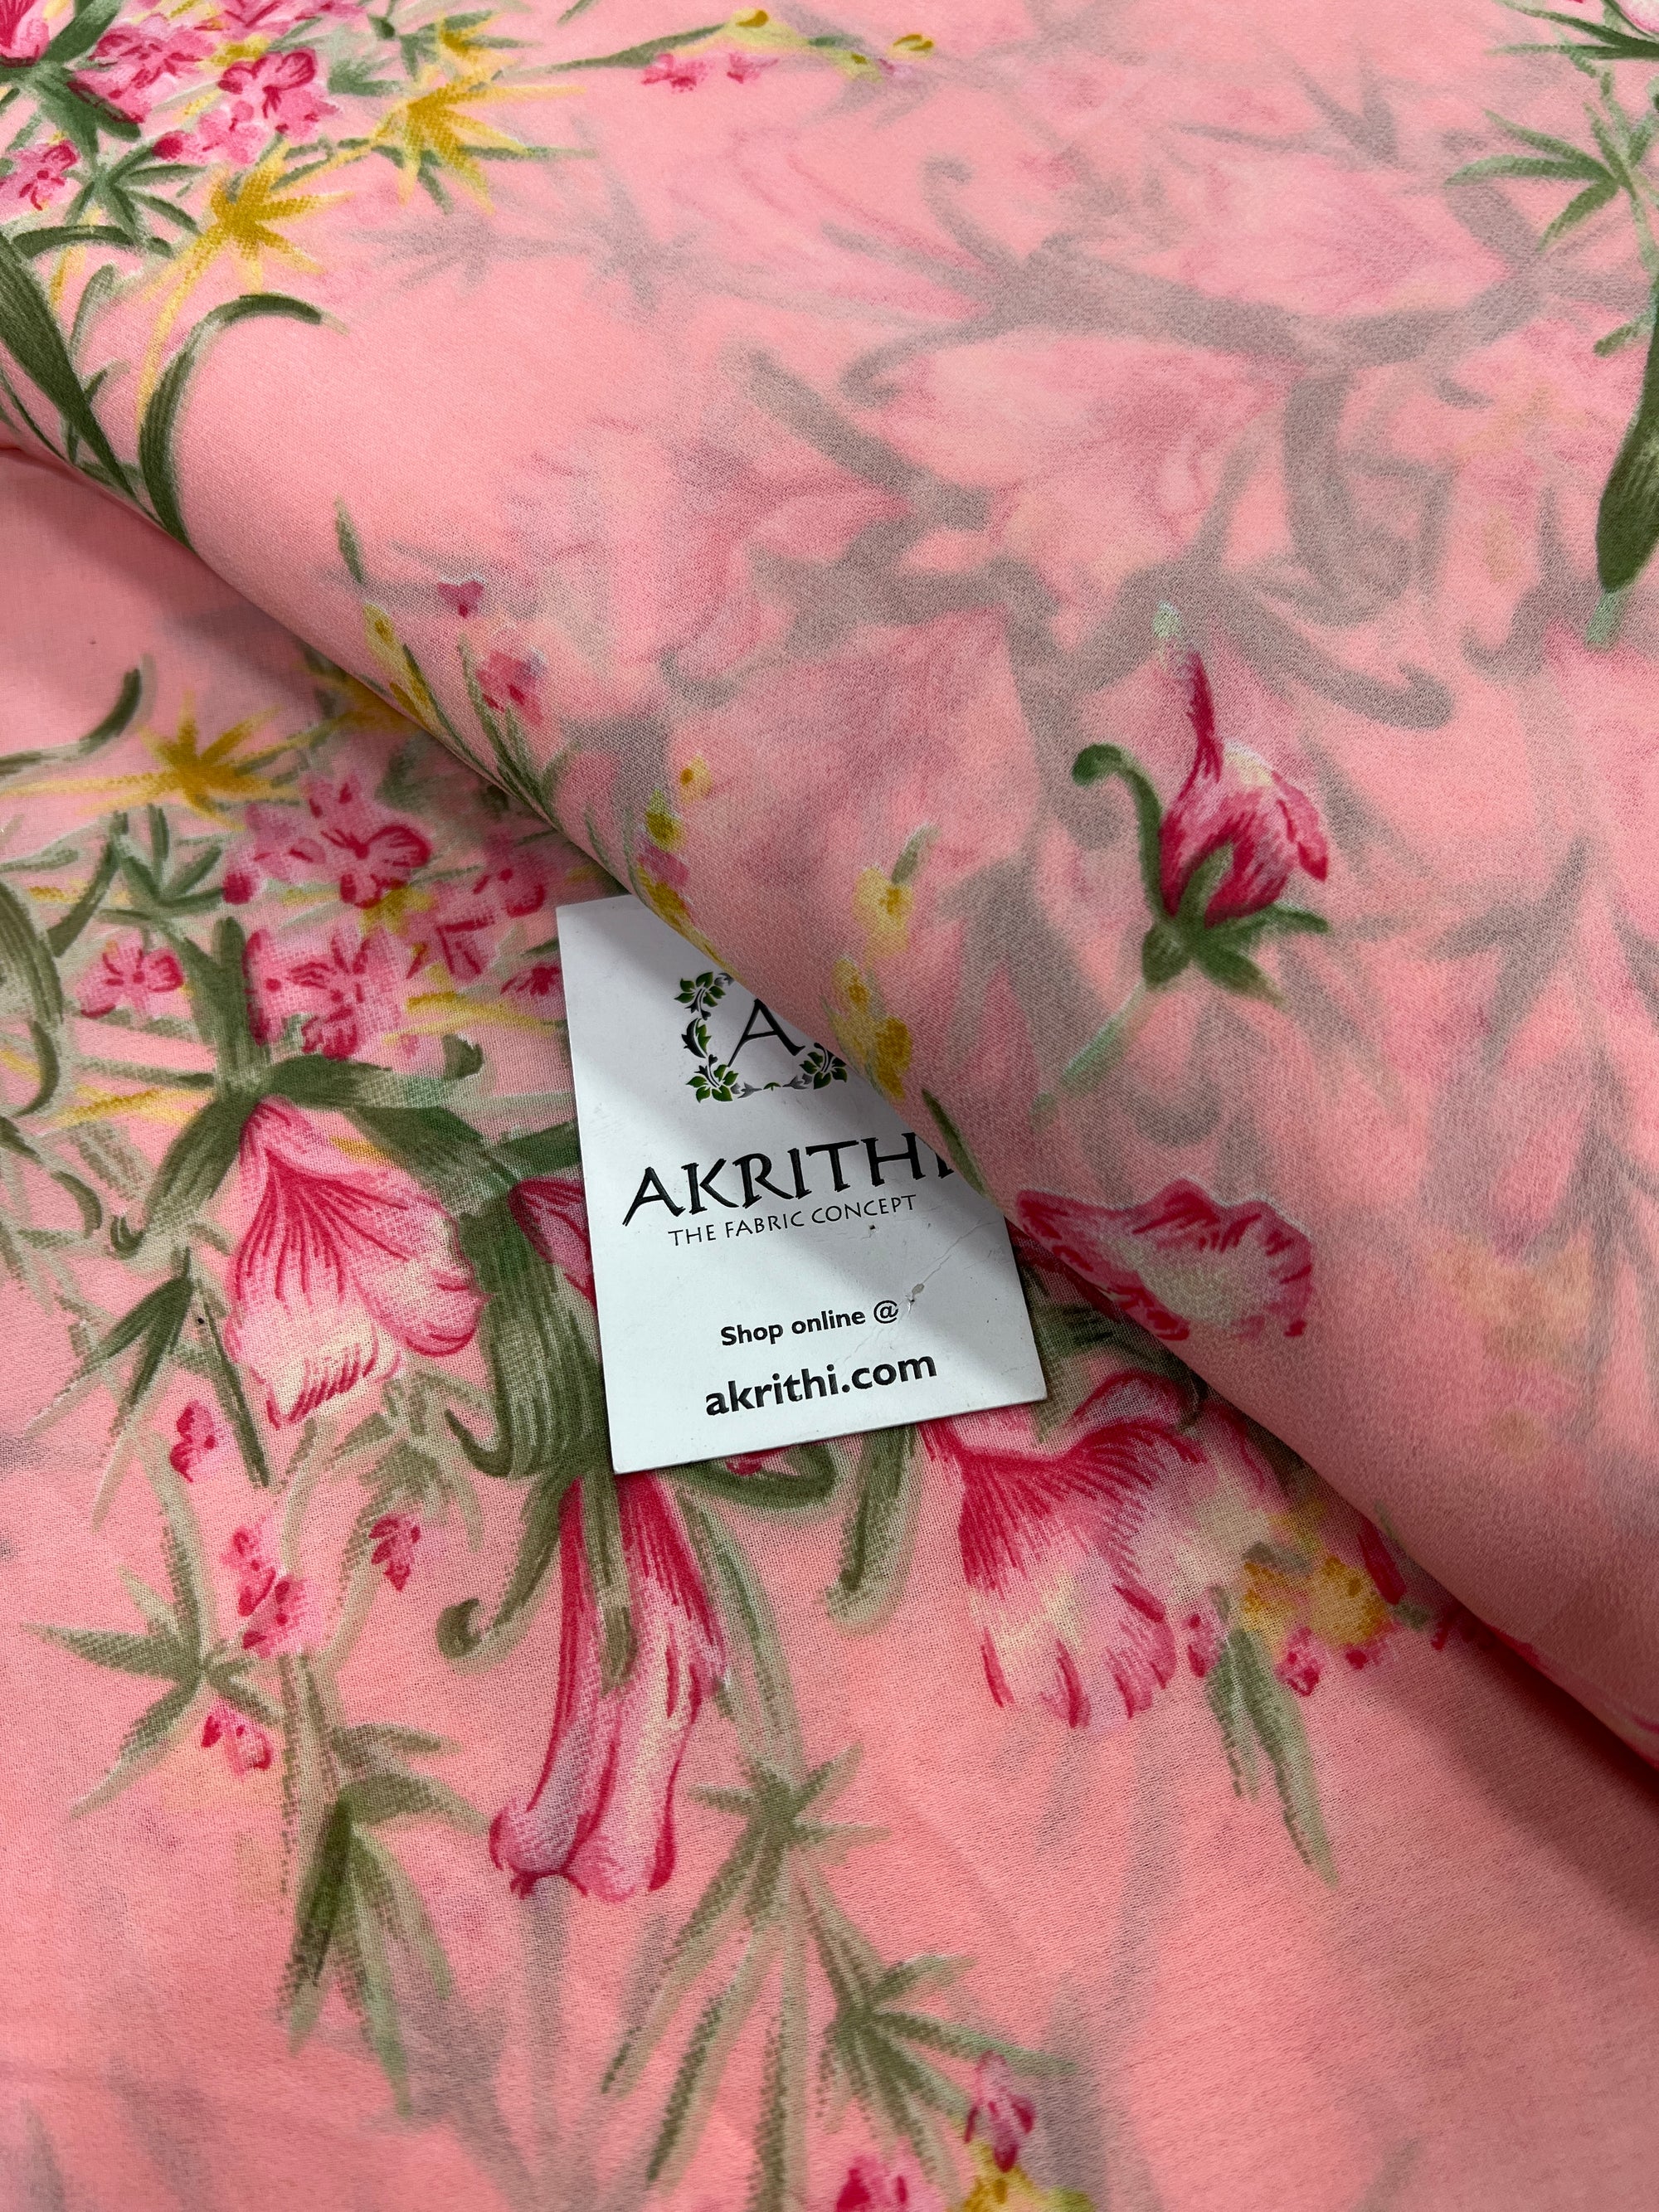 A
AKRITHI
THE FABRIC CONCEPT
Shop online @
akrithi.com